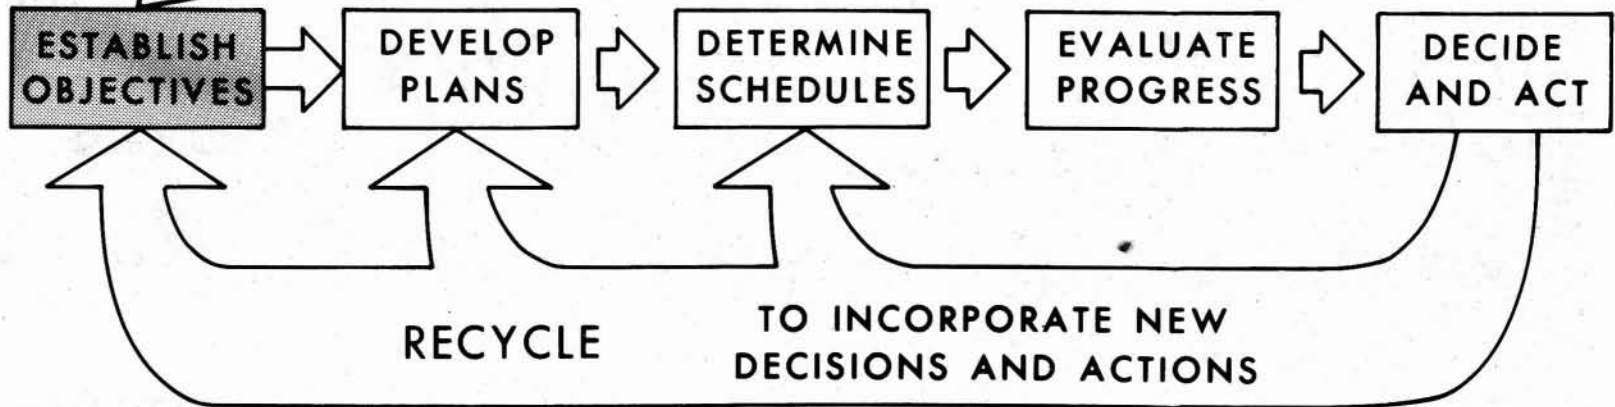 ESTABLISH
OBJECTIVES
DEVELOP
PLANS
DETERMINE
SCHEDULES
EVALUATE
PROGRESS
DECIDE
AND ACT
RECYCLE
TO INCORPORATE NEW
DECISIONS AND ACTIONS